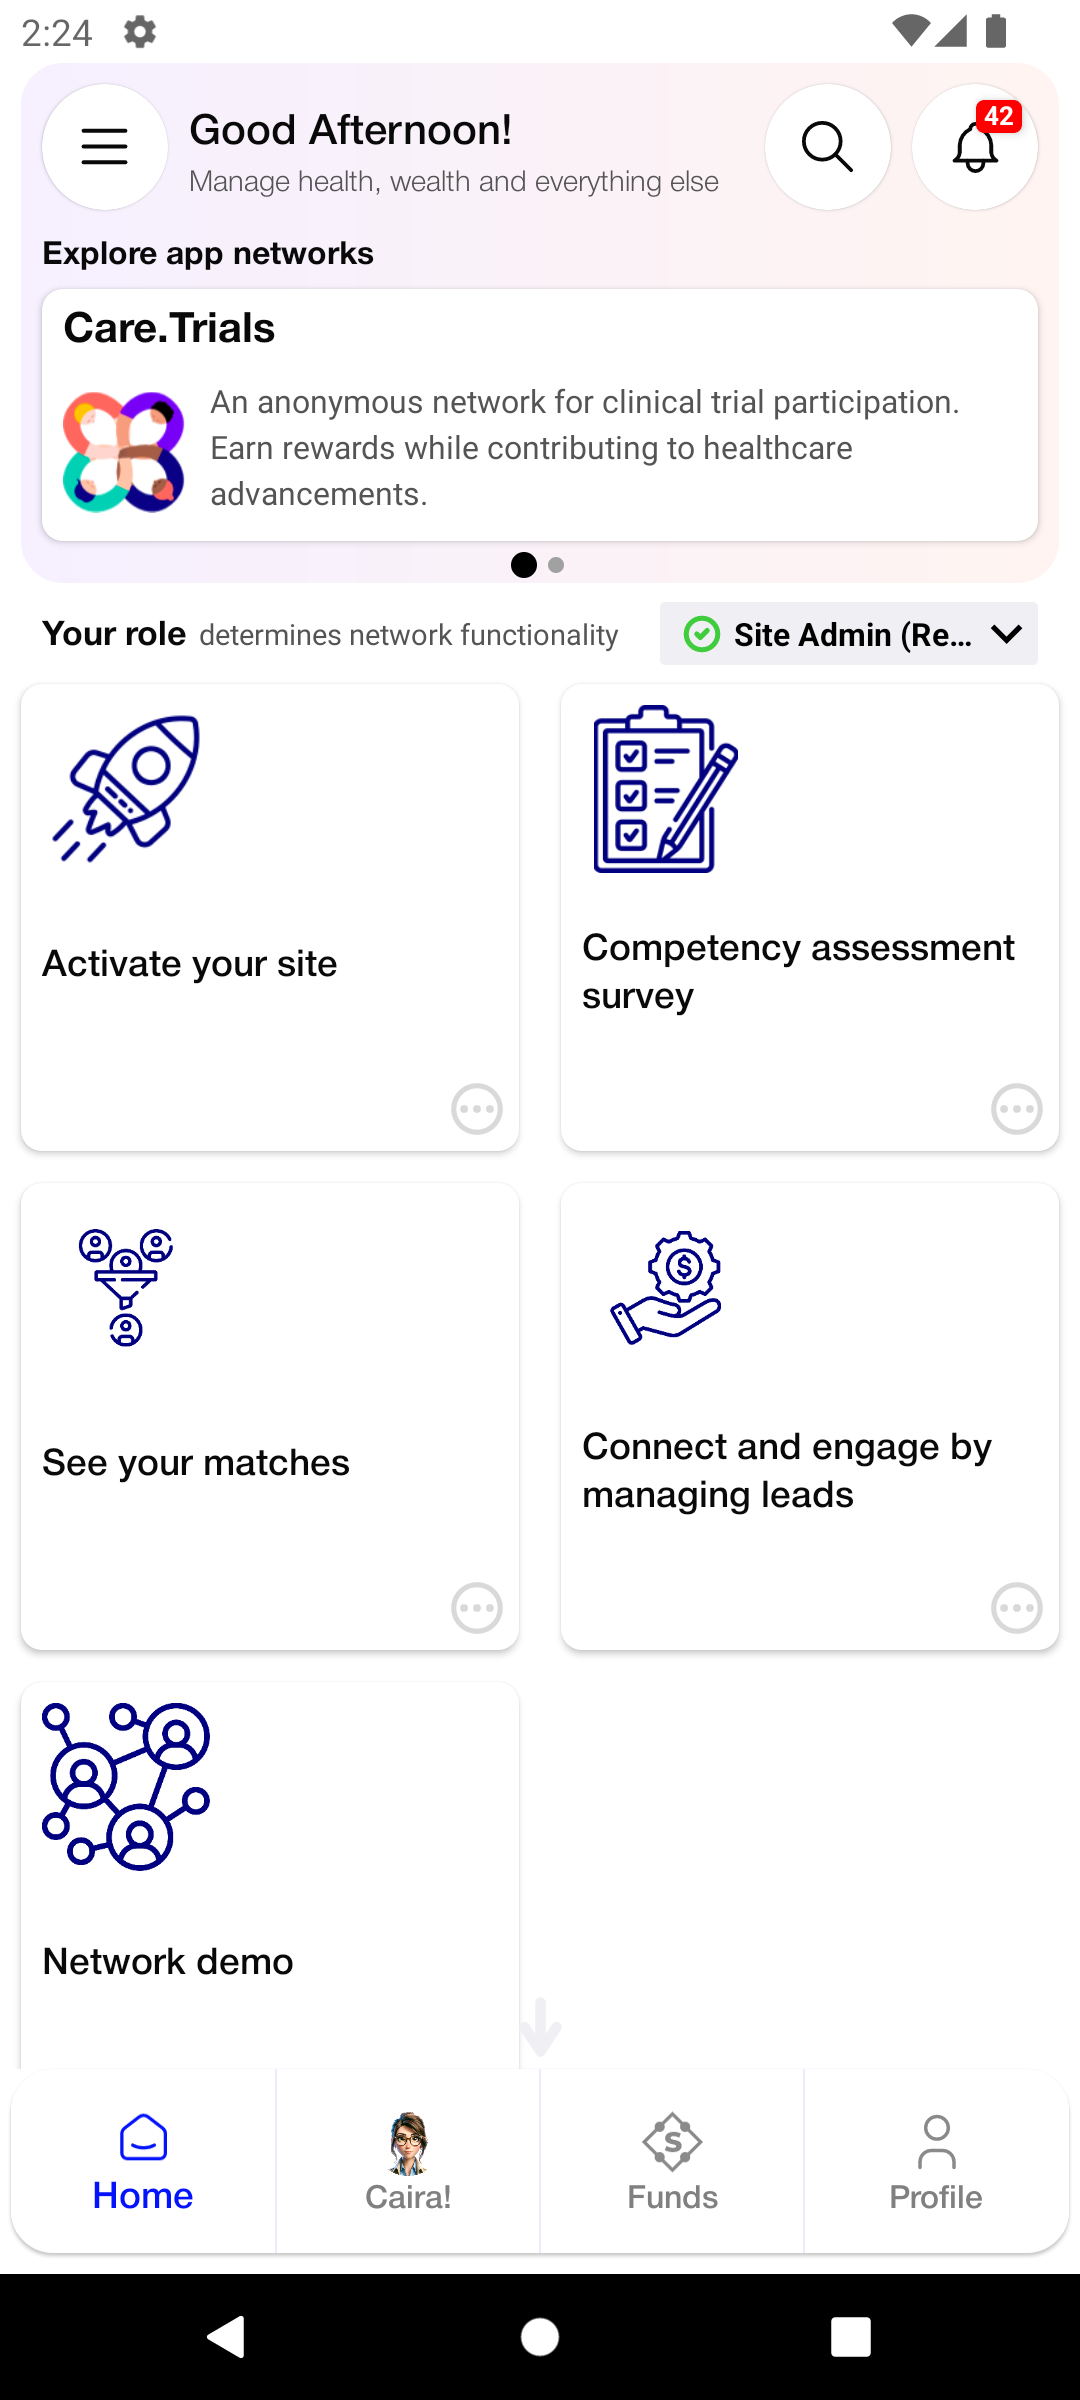 2:24
Good Afternoon!
42
Manage health, wealth and everything else
Explore app networks
Care.Trials
An anonymous network for clinical trial participation.
Earn rewards while contributing to healthcare
advancements.
Your role determines network functionality
Site Admin (Re...
Activate your site
Competency assessment
survey
See your matches
Connect and engage by
managing leads
Network demo
Home
Caira!
Funds
Profile